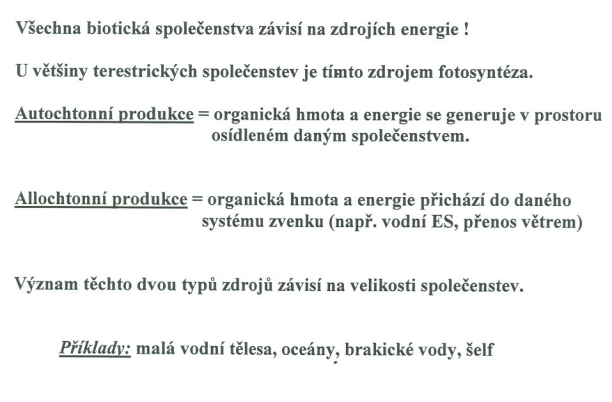 Všechna biotická společenstva závisí na zdrojích energie !
U většiny terestrických společenstev je tímto zdrojem fotosyntéza.
Autochtonní produkce = organická hmota a energie se generuje v prostoru
osídleném daným společenstvem.
Allochtonní produkce = organická hmota a energie přichází do daného
systému zvenku (např. vodní ES, přenos větrem)
Význam těchto dvou typů zdrojů závisí na velikosti společenstev.
Příklady: malá vodní tělesa, oceány, brakické vody, šelf